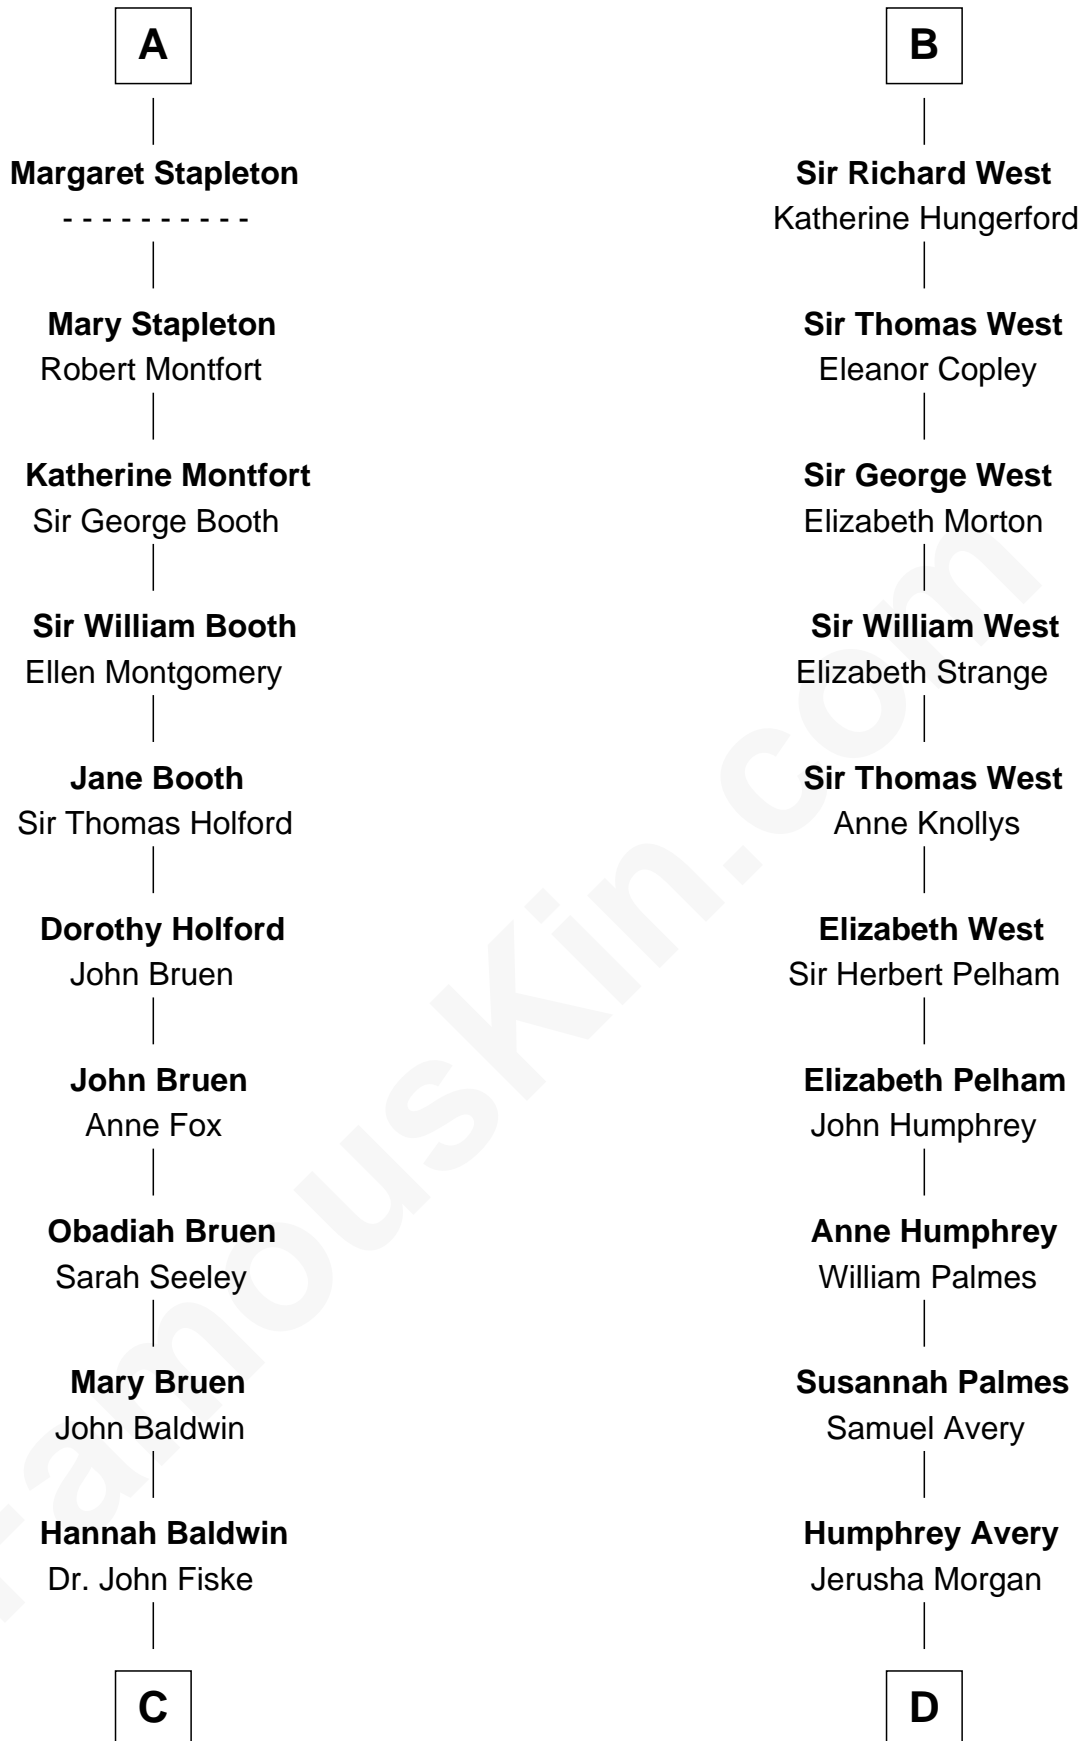 A
Margaret Stapleton
- - - - - - - - - -
Mary Stapleton
Robert Montfort
Katherine Montfort
Sir George Booth
Sir William Booth
Ellen Montgomery
Jane Booth
Sir Thomas Holford
Dorothy Holford
John Bruen
John Bruen
Anne Fox
Obadiah Bruen
Sarah Seeley
Mary Bruen
John Baldwin
Hannah Baldwin
Dr. John Fiske
C
B
Sir Richard West
Katherine Hungerford
Sir Thomas West
Eleanor Copley
Sir George West
Elizabeth Morton
Sir William West
Elizabeth Strange
Sir Thomas West
Anne Knollys
Elizabeth West
Sir Herbert Pelham
Elizabeth Pelham
John Humphrey
Anne Humphrey
William Palmes
Susannah Palmes
Samuel Avery
Humphrey Avery
Jerusha Morgan
D
FamousKin.com